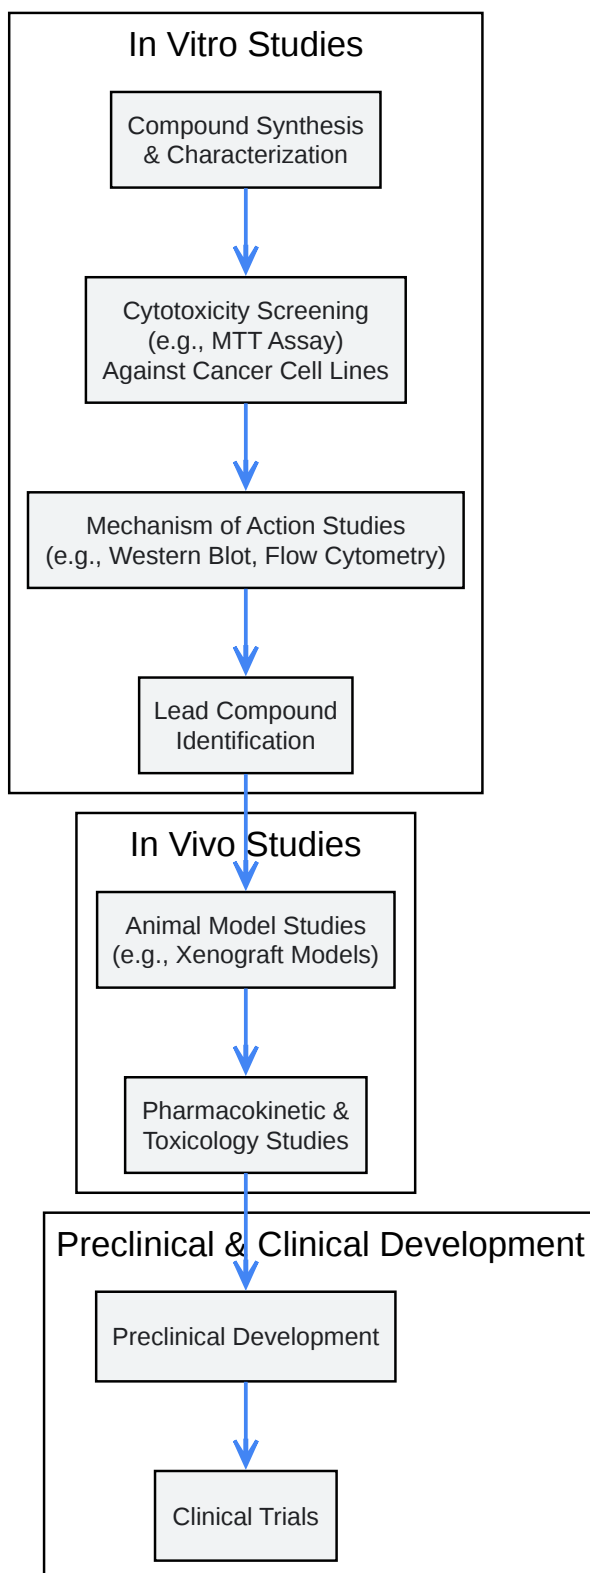 In Vitro Studies
Compound Synthesis
& Characterization
Cytotoxicity Screening
(e.g., MTT Assay)
Against Cancer Cell Lines
Mechanism of Action Studies
(e.g., Western Blot, Flow Cytometry)
Lead Compound
Identification
In Vivo Studies
Animal Model Studies
(e.g., Xenograft Models)
Pharmacokinetic &
Toxicology Studies
Preclinical & Clinical Development
Preclinical Development
Clinical Trials